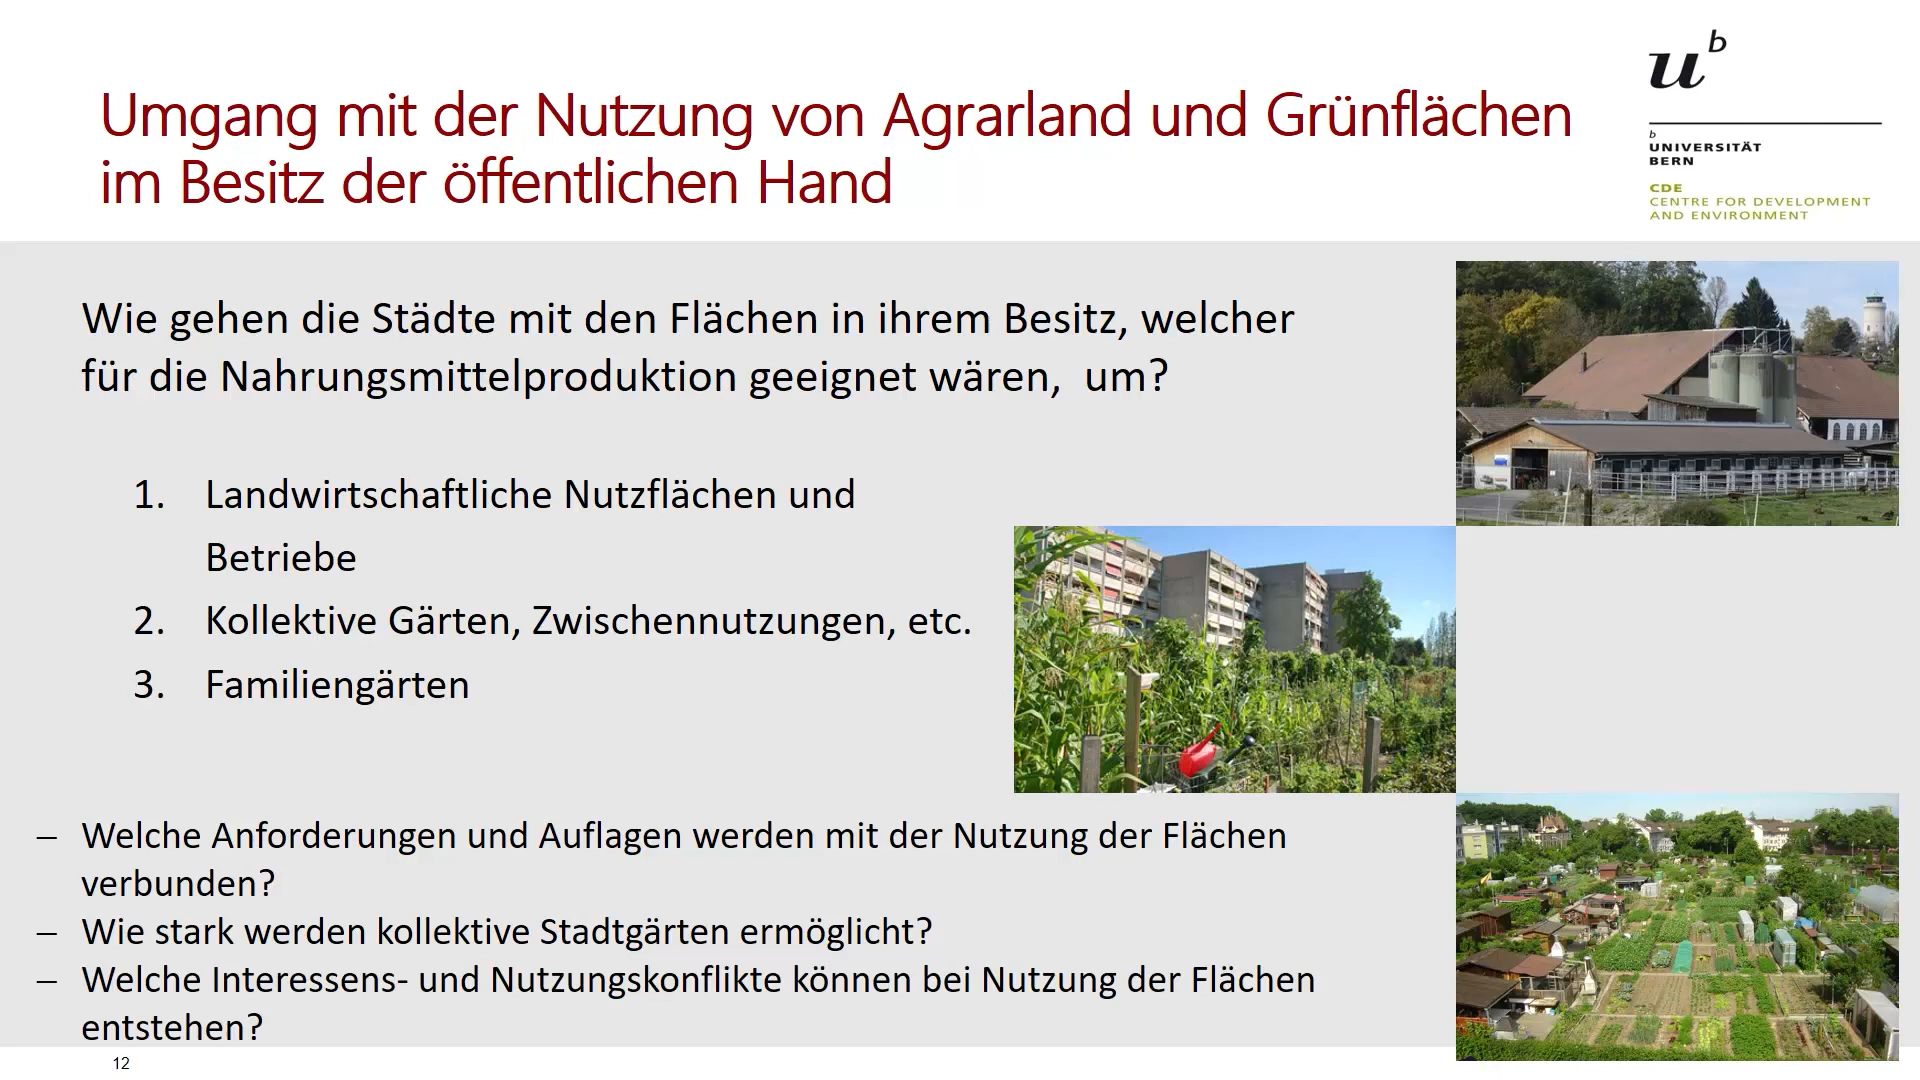 Umgang mit der Nutzung von Agrarland und Grünflächen
im Besitz der öffentlichen Hand
u
b
b
UNIVERSITÄT
BERN
CDE
CENTRE FOR DEVELOPMENT
AND ENVIRONMENT
Wie gehen die Städte mit den Flächen in ihrem Besitz, welcher
für die Nahrungsmittelproduktion geeignet wären, um?
1. Landwirtschaftliche Nutzflächen und
Betriebe
2. Kollektive Gärten, Zwischennutzungen, etc.
3. Familiengärten
– Welche Anforderungen und Auflagen werden mit der Nutzung der Flächen
verbunden?
– Wie stark werden kollektive Stadtgärten ermöglicht?
– Welche Interessens- und Nutzungskonflikte können bei Nutzung der Flächen
entstehen?
12